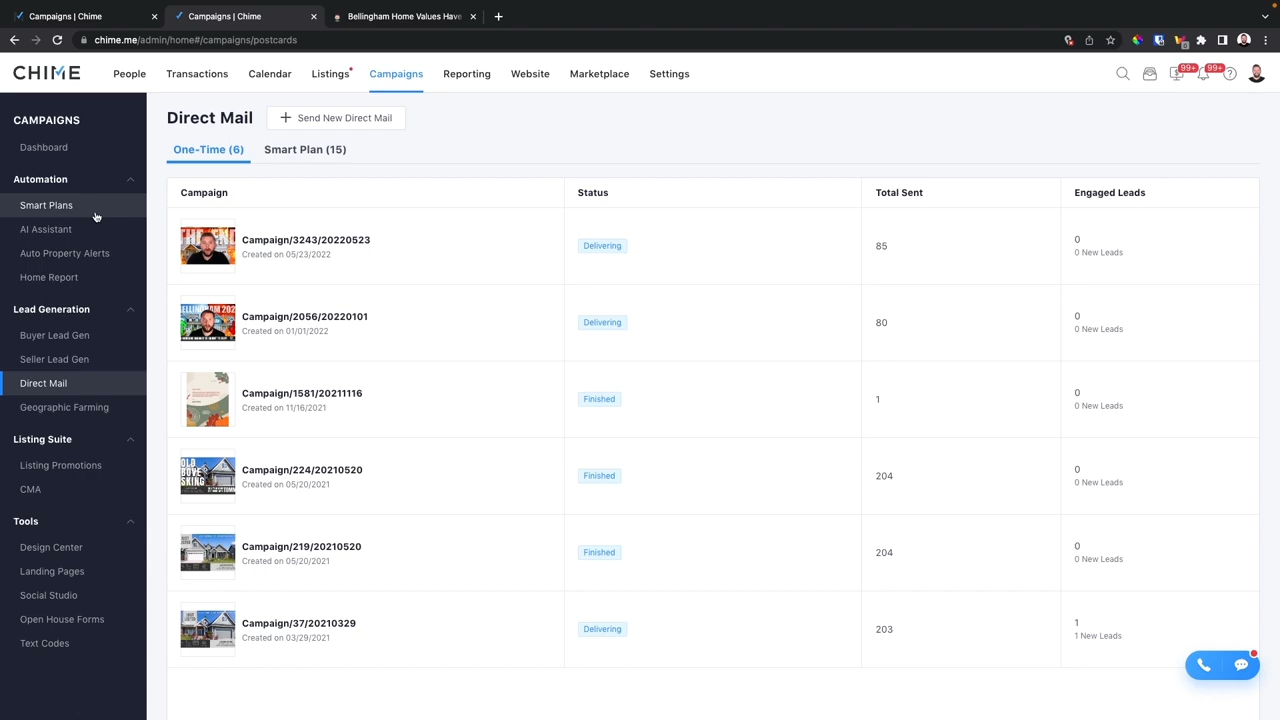 Campaigns | Chime
Campaigns | Chime
Bellingham Home Values Have
chime.me/admin/home#/campaigns/postcards
CHIME
People
Transactions
Calendar
Listings
Campaigns
Reporting
Website
Marketplace
Settings
99+
99+
CAMPAIGNS
Dashboard
Automation
Smart Plans
AI Assistant
Auto Property Alerts
Home Report
Lead Generation
Buyer Lead Gen
Seller Lead Gen
Direct Mail
Geographic Farming
Listing Suite
Listing Promotions
CMA
Tools
Design Center
Landing Pages
Social Studio
Open House Forms
Text Codes
Direct Mail
+ Send New Direct Mail
One-Time (6)
Smart Plan (15)
Campaign
Status
Total Sent
Engaged Leads
Campaign/3243/20220523
Created on 05/23/2022
Delivering
85
0
0 New Leads
Campaign/2056/20220101
Created on 01/01/2022
Delivering
80
0
0 New Leads
Campaign/1581/20211116
Created on 11/16/2021
Finished
1
0
0 New Leads
Campaign/224/20210520
Created on 05/20/2021
Finished
204
0
0 New Leads
Campaign/219/20210520
Created on 05/20/2021
Finished
204
0
0 New Leads
Campaign/37/20210329
Created on 03/29/2021
Delivering
203
1
1 New Leads